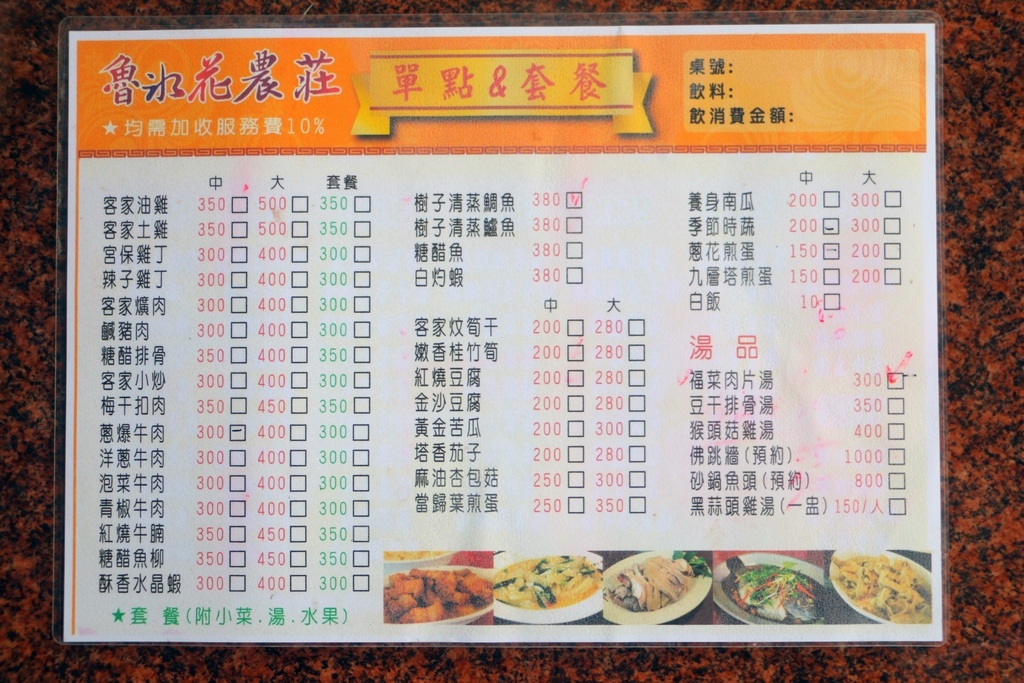 魯冰花農莊
★均需加收服務費10%
單點&套餐
桌號:
飲料:
飲消費金額:
中 大 套餐
客家油雞 350 500 350
客家土雞 350 500 350
宮保雞丁 300 400 300
辣子雞丁 300 400 300
客家爌肉 300 400 300
鹹豬肉 300 400 300
糖醋排骨 350 400 350
客家小炒 300 400 300
梅干扣肉 350 450 350
蔥爆牛肉 300 400 300
洋蔥牛肉 300 400 300
泡菜牛肉 300 400 300
青椒牛肉 300 400 300
紅燒牛腩 350 450 350
糖醋魚柳 350 450 350
酥香水晶蝦 300 400 300
★套 餐(附小菜.湯.水果)
樹子清蒸鯛魚 380
樹子清蒸鱸魚 380
糖醋魚 380
白灼蝦 380
中 大
客家炆筍干 200 280
嫩香桂竹筍 200 280
紅燒豆腐 200 280
金沙豆腐 200 280
黃金苦瓜 200 300
塔香茄子 200 280
麻油杏包菇 250 300
當歸葉煎蛋 250 350
中 大
養身南瓜 200 300
季節時蔬 200 300
蔥花煎蛋 150 200
九層塔煎蛋 150 200
白飯 10
湯 品
福菜肉片湯 300
豆干排骨湯 350
猴頭菇雞湯 400
佛跳牆(預約) 1000
砂鍋魚頭(預約) 800
黑蒜頭雞湯(一盅) 150/人